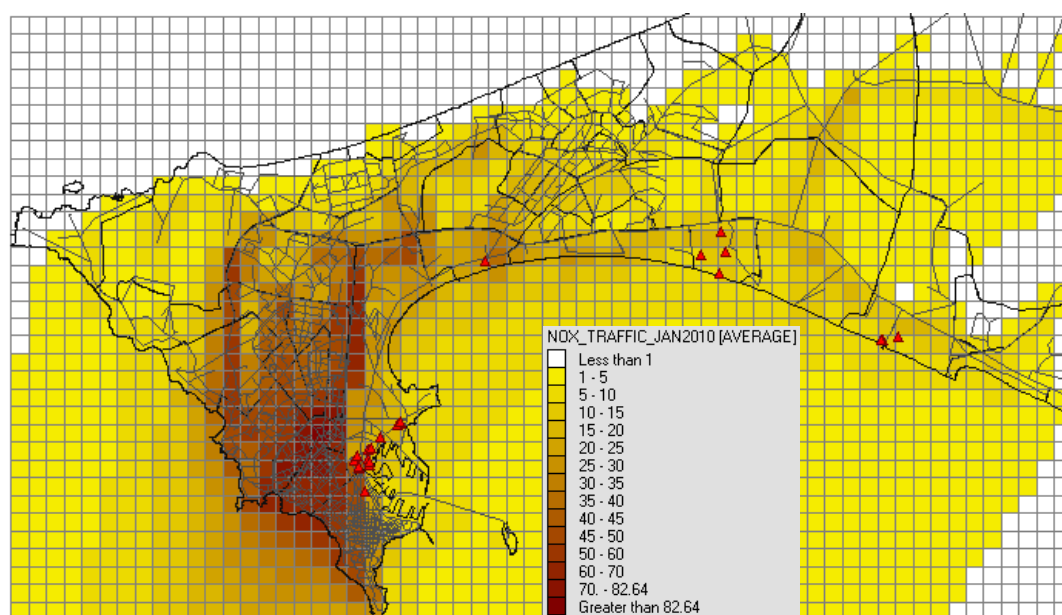 NOX_TRAFFIC_JAN2010 [AVERAGE]
Less than 1
1 - 5
5 - 10
10 - 15
15 - 20
20 - 25
25 - 30
30 - 35
35 - 40
40 - 45
45 - 50
50 - 60
60 - 70
70. - 82.64
Greater than 82.64